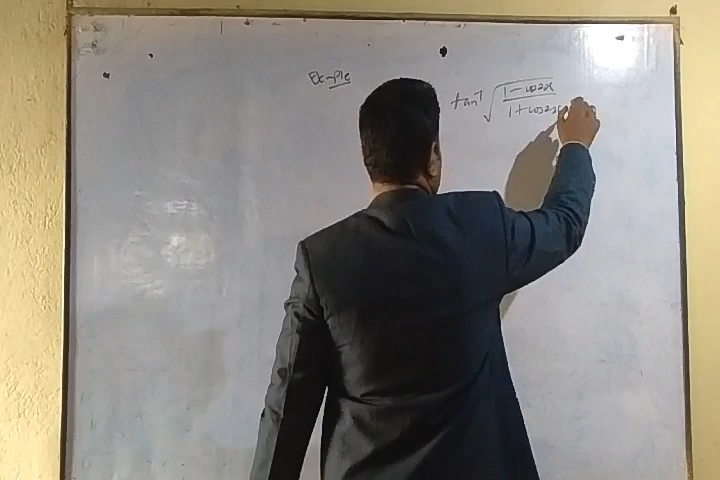 Example
tan⁻¹ √((1 - cos2x)/(1 + cos2x))